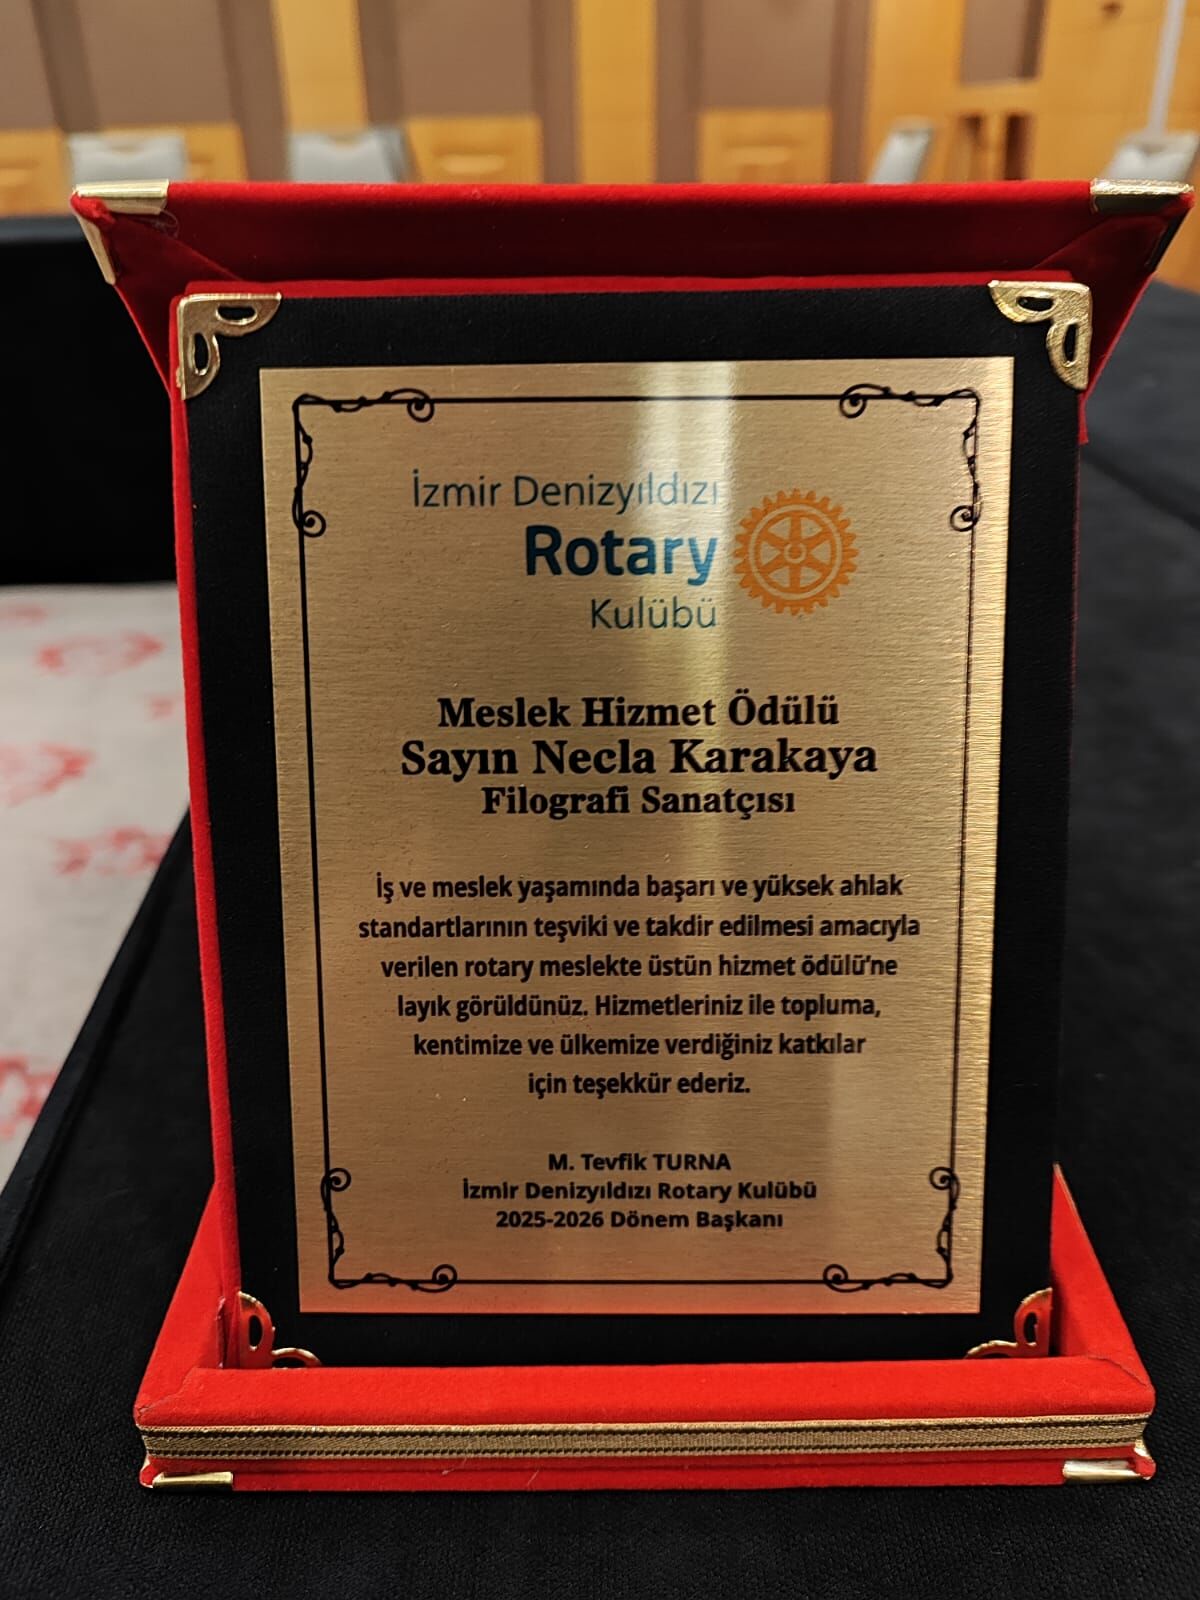 İzmir Denizyıldızı
Rotary
Kulübü
Meslek Hizmet Ödülü
Sayın Necla Karakaya
Filografi Sanatçısı
İş ve meslek yaşamında başarı ve yüksek ahlak
standartlarının teşviki ve takdir edilmesi amacıyla
verilen rotary meslekte üstün hizmet ödülü'ne
layık görüldünüz. Hizmetleriniz ile topluma,
kentimize ve ülkemize verdiğiniz katkılar
için teşekkür ederiz.
M. Tevfik TURNA
İzmir Denizyıldızı Rotary Kulübü
2025-2026 Dönem Başkanı